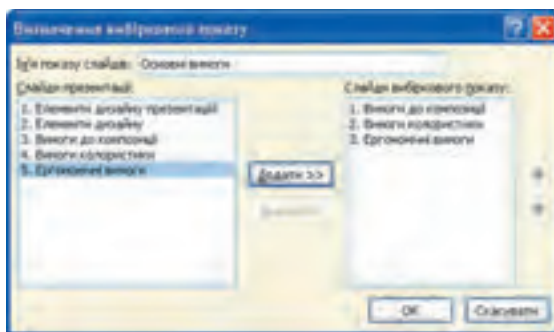 Визначення вибіркового показу
Ім'я показу слайдів: Основні вимоги
Слайди презентації:
1. Елементи дизайну презентацій
2. Елементи дизайну
3. Вимоги до композиції
4. Вимоги колористики
5. Ергономічні вимоги
Додати >>
Слайди вибіркового показу:
1. Вимоги до композиції
2. Вимоги колористики
3. Ергономічні вимоги
OK
Скасувати